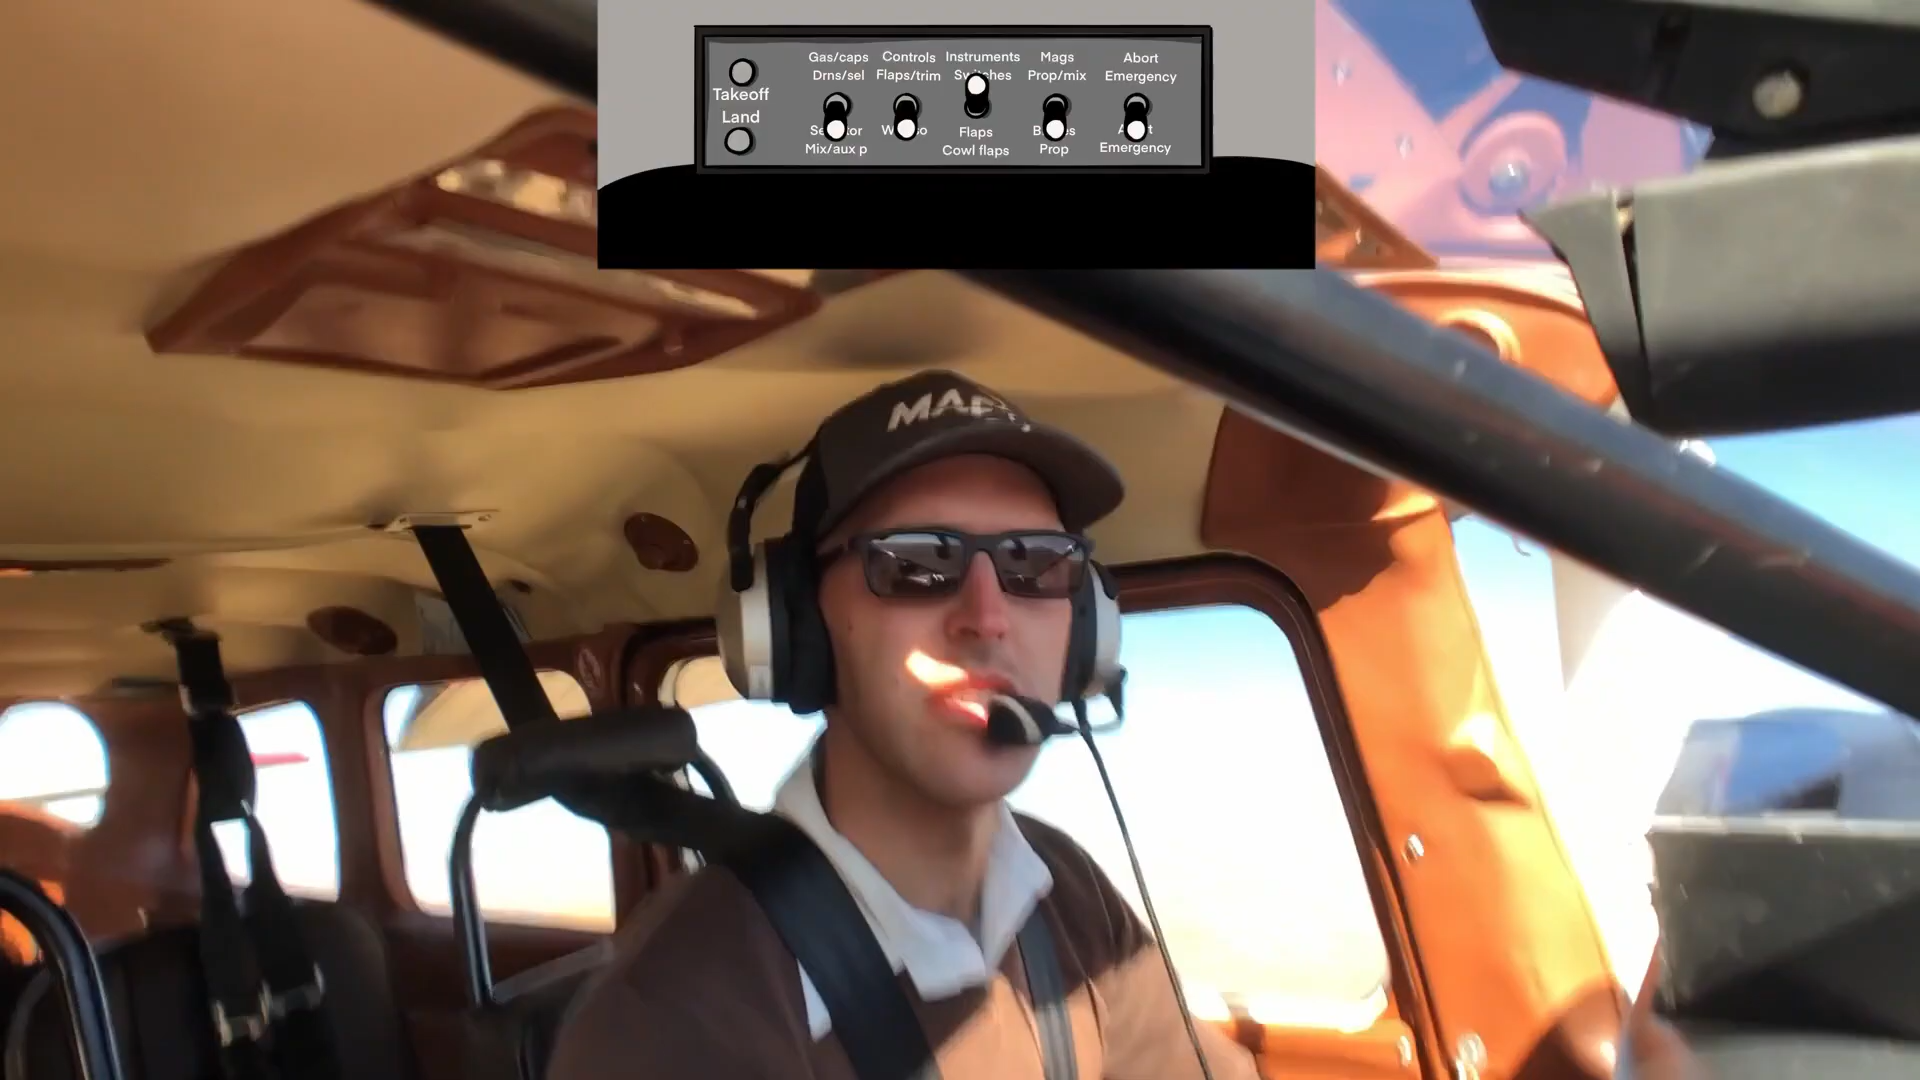 Gas/caps
Drns/sel
Controls
Flaps/trim
Instruments
Switches
Mags
Prop/mix
Abort
Emergency
Takeoff
Land
Mix/aux p
Flaps
Cowl flaps
Prop
Emergency